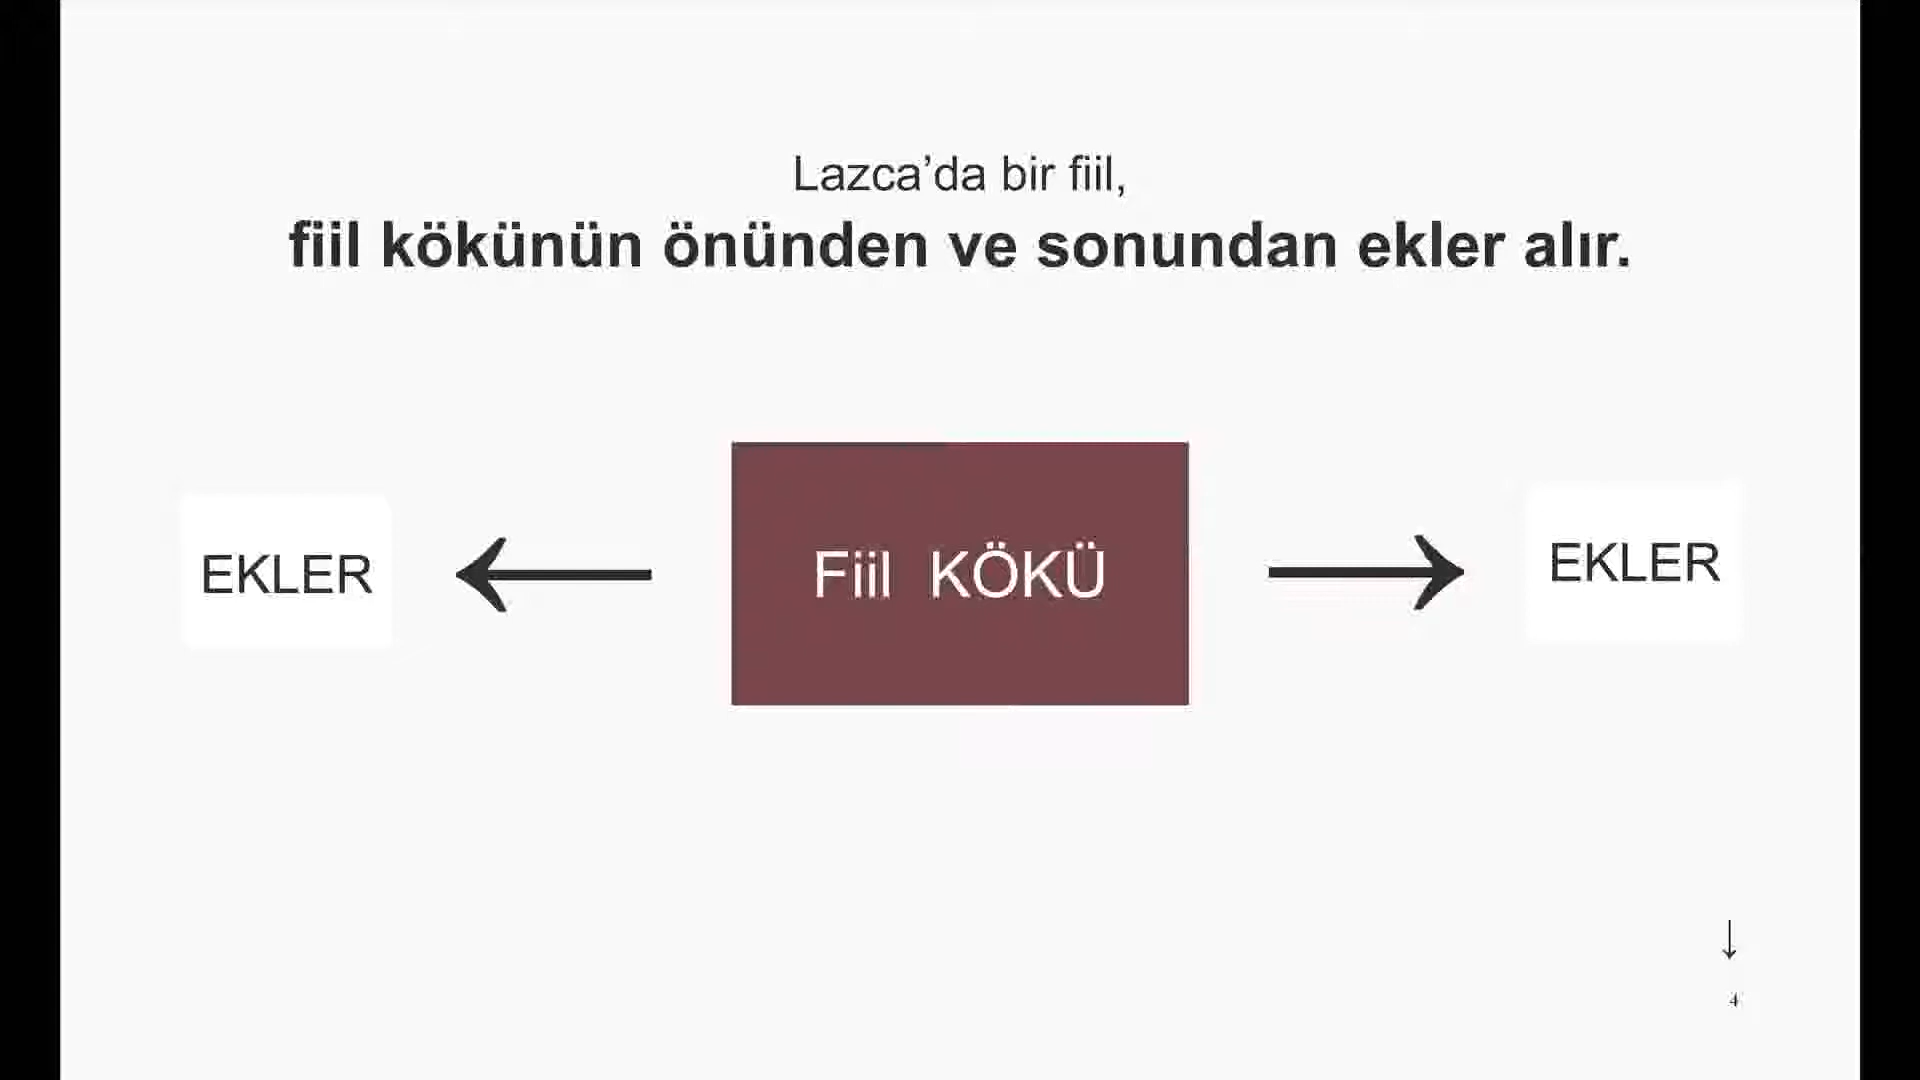 Lazca’da bir fiil,
fiil kökünün önünden ve sonundan ekler alır.
EKLER ← Fiil KÖKÜ → EKLER
↓
4